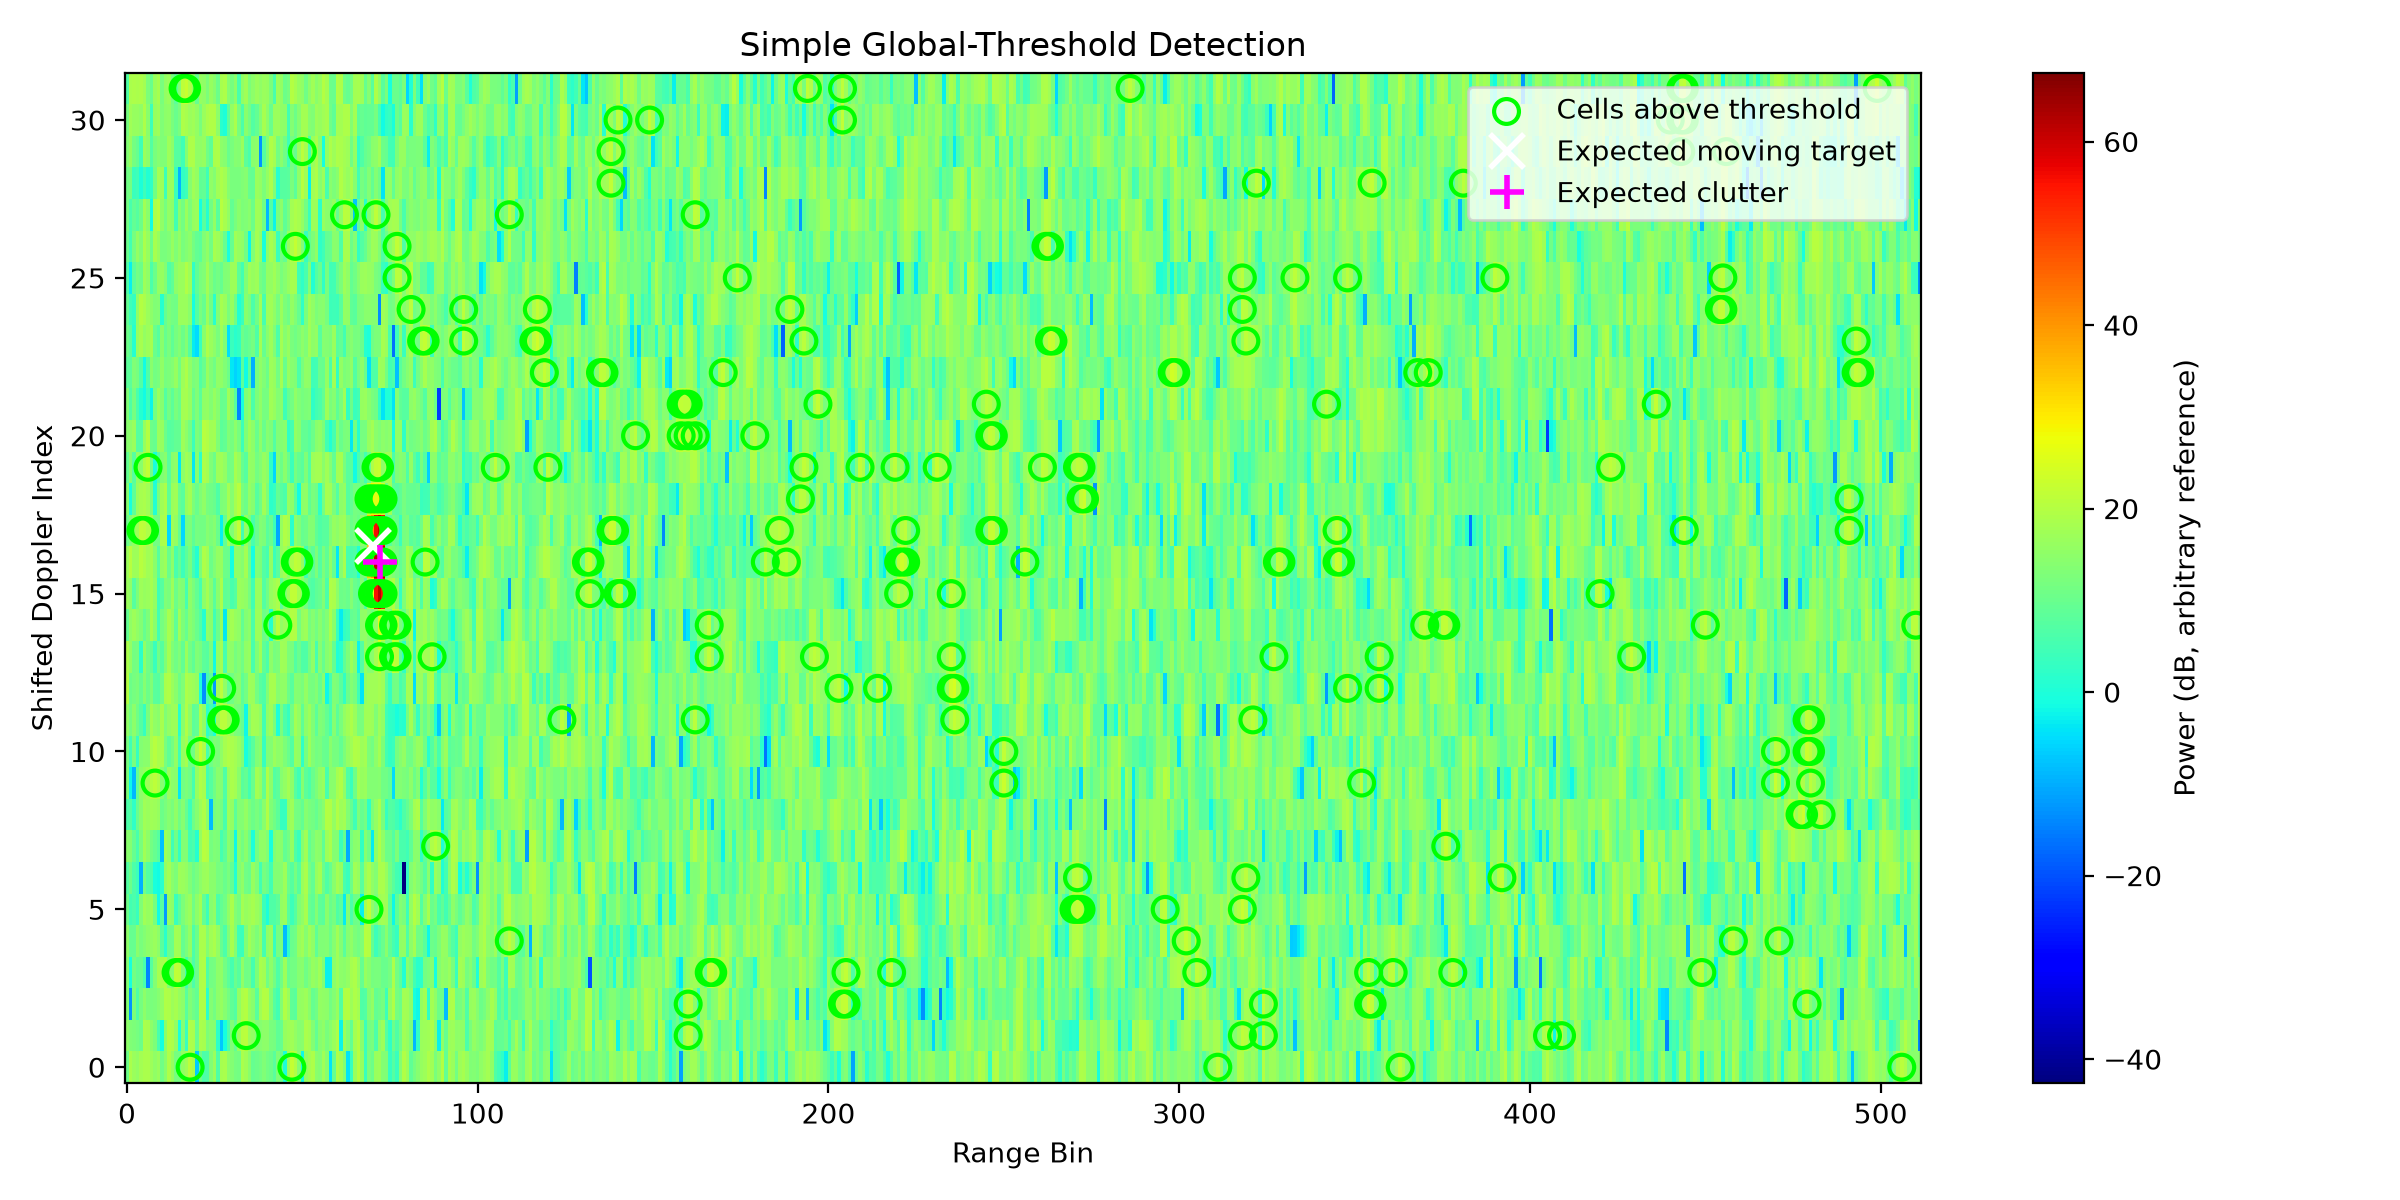 Simple Global-Threshold Detection
Cells above threshold
Expected moving target
Expected clutter
Shifted Doppler Index
30
25
20
15
10
5
0
0 100 200 300 400 500
Range Bin
60
40
20
0
−20
−40
Power (dB, arbitrary reference)